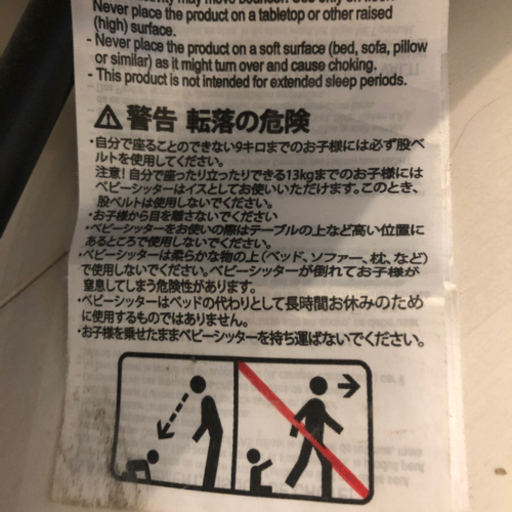 Never place the product on a tabletop or other raised
(high) surface.
- Never place the product on a soft surface (bed, sofa, pillow
or similar) as it might turn over and cause choking.
- This product is not intended for extended sleep periods.
警告 転落の危険
・自分で座ることのできない9キロまでのお子様には必ず股ベ
ルトを使用してください。
注意！自分で座ったり立ったりできる13kgまでのお子様には
ベビーシッターはイスとしてお使いいただけます。このとき、
股ベルトは使用しないでください。
・お子様から目を離さないでください
・ベビーシッターをお使いの際はテーブルの上など高い位置に
あるところで使用しないでください。
・ベビーシッターは柔らかな物の上（ベッド、ソファー、枕、など）
で使用しないでください。ベビーシッターが倒れてお子様が
窒息してしまう危険性があります。
・ベビーシッターはベッドの代わりとして長時間お休みのため
に使用するものではありません。
・お子様を乗せたままベビーシッターを持ち運ばないでください。